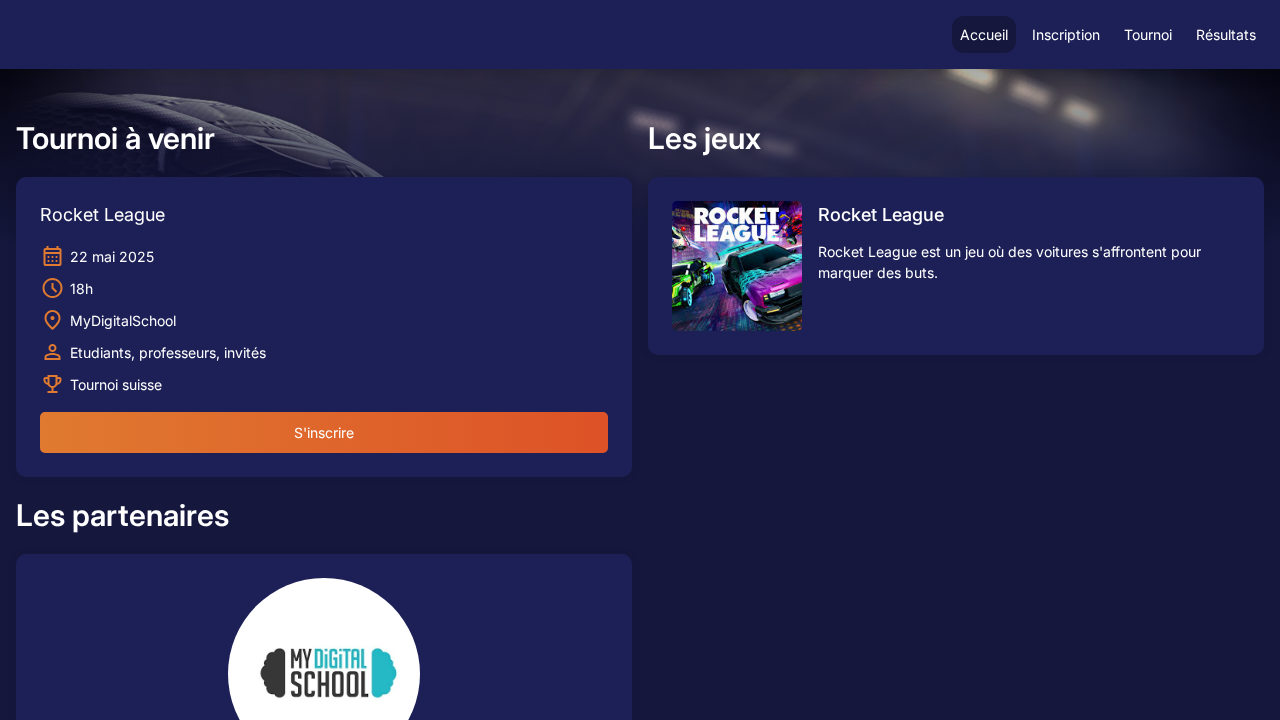 Accueil
Inscription
Tournoi
Résultats
Tournoi à venir
Rocket League
22 mai 2025
18h
MyDigitalSchool
Etudiants, professeurs, invités
Tournoi suisse
S'inscrire
Les partenaires
MY DiGiTAL
SCHOOL
Les jeux
ROCKET
LEAGUE
Rocket League
Rocket League est un jeu où des voitures s'affrontent pour
marquer des buts.